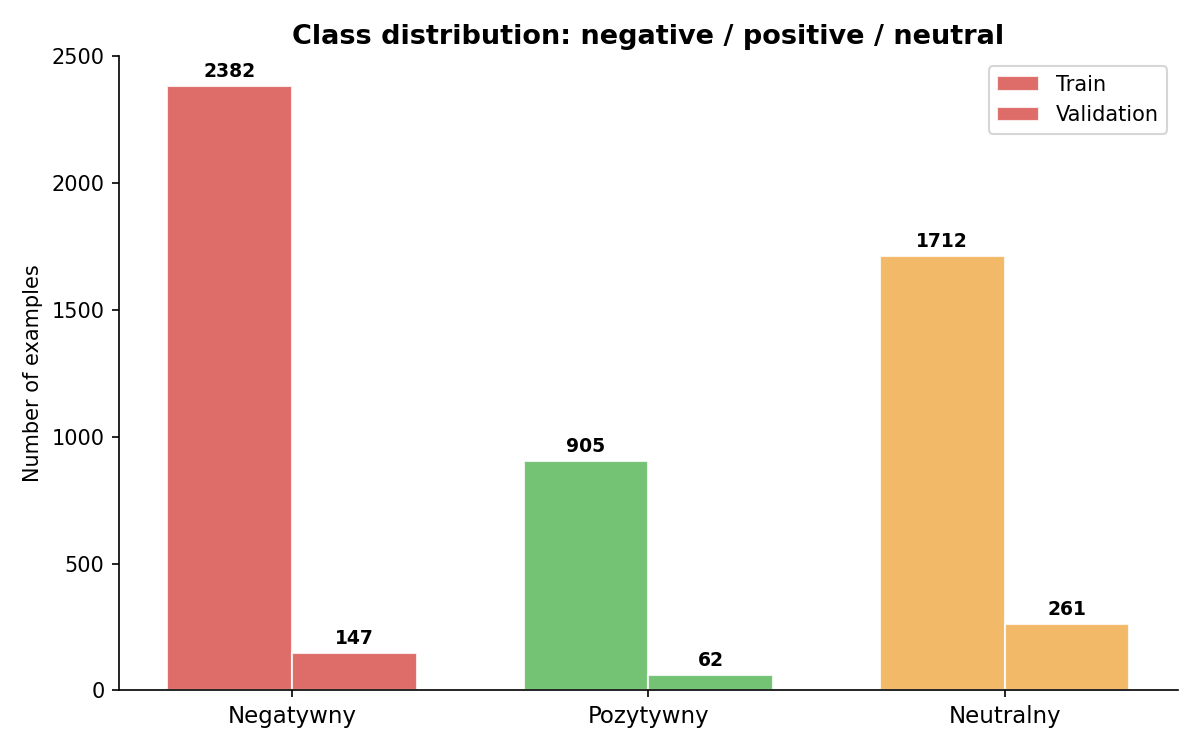 Class distribution: negative / positive / neutral
Number of examples
2500
2000
1500
1000
500
0
2382
147
905
62
1712
261
Train
Validation
Negatywny
Pozytywny
Neutralny